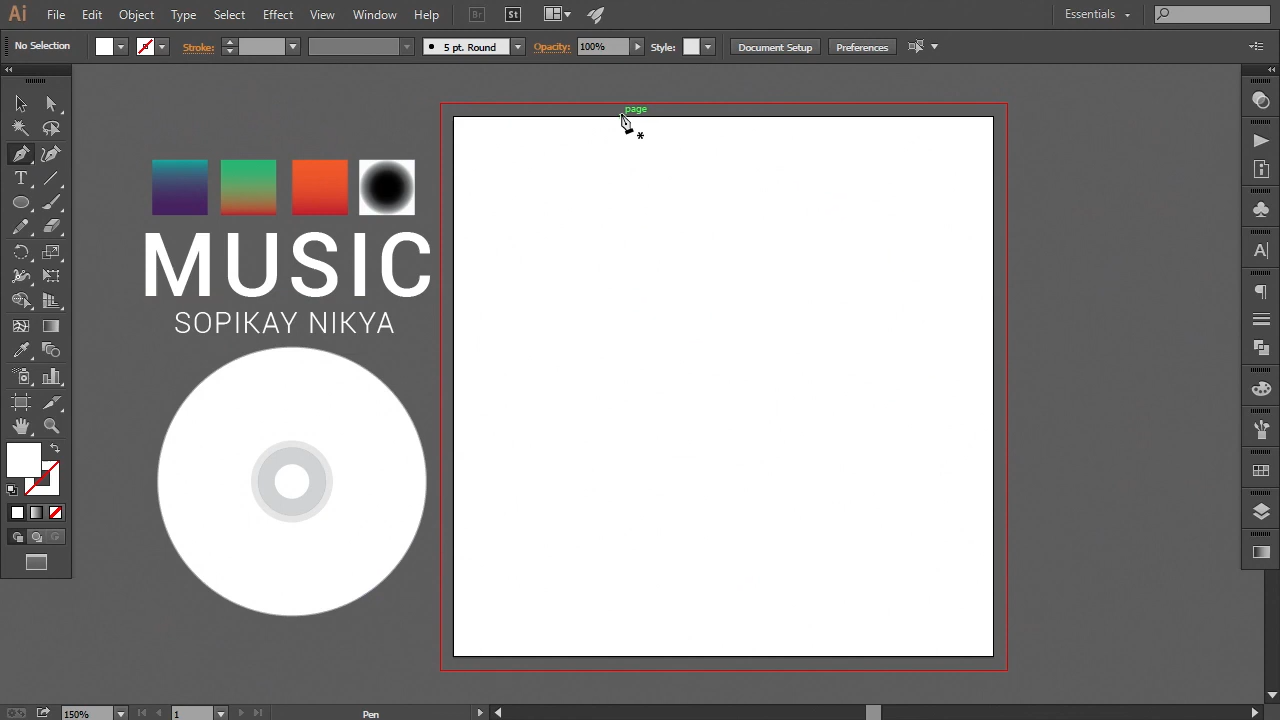 Ai File Edit Object Type Select Effect View Window Help Br St Essentials
No Selection Stroke: 5 pt. Round Opacity: 100% Style: Document Setup Preferences
page
MUSIC
SOPIKAY NIKYA
150% 1 Pen